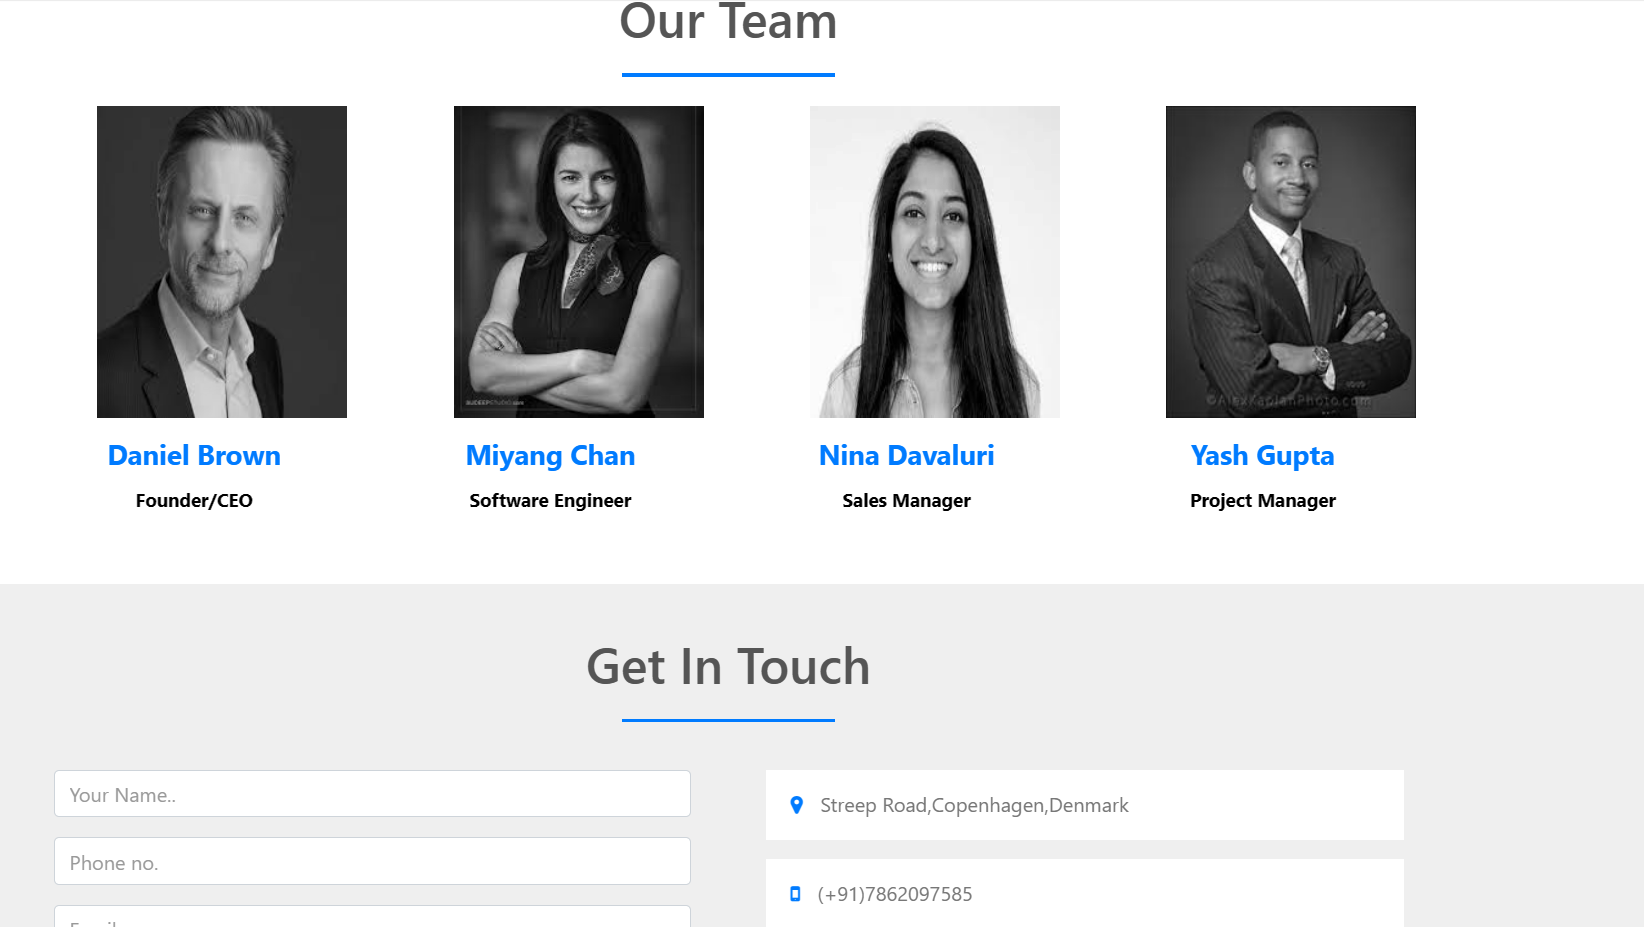 Our Team
©AlexKaplanPhoto.com
Daniel Brown
Miyang Chan
Nina Davaluri
Yash Gupta
Founder/CEO
Software Engineer
Sales Manager
Project Manager
Get In Touch
Your Name..
Streep Road,Copenhagen,Denmark
Phone no.
(+91)7862097585